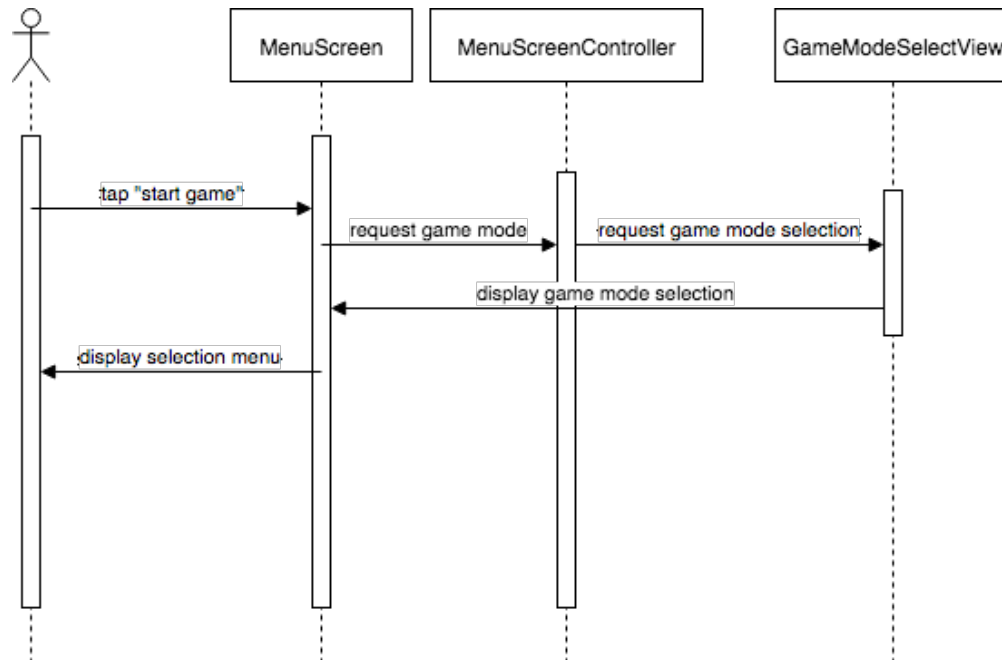 MenuScreen
MenuScreenController
GameModeSelectView
tap "start game"
request game mode
request game mode selection
display game mode selection
display selection menu